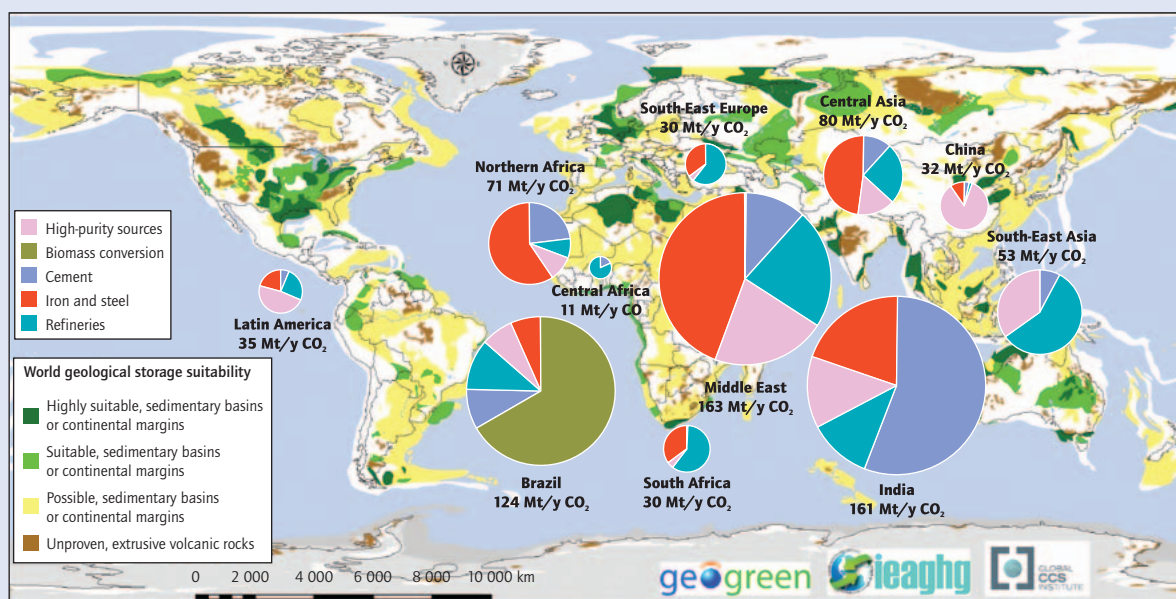 South-East Europe
30 Mt/y CO₂
Central Asia
80 Mt/y CO₂
China
32 Mt/y CO₂
Northern Africa
71 Mt/y CO₂
High-purity sources
Biomass conversion
Cement
Iron and steel
Refineries
South-East Asia
53 Mt/y CO₂
Central Africa
11 Mt/y CO
Latin America
35 Mt/y CO₂
World geological storage suitability
Highly suitable, sedimentary basins
or continental margins
Suitable, sedimentary basins
or continental margins
Possible, sedimentary basins
or continental margins
Unproven, extrusive volcanic rocks
Middle East
163 Mt/y CO₂
Brazil
124 Mt/y CO₂
South Africa
30 Mt/y CO₂
India
161 Mt/y CO₂
0 2 000 4 000 6 000 8 000 10 000 km
geogreen
ieaghg
GLOBAL
CCS
INSTITUTE